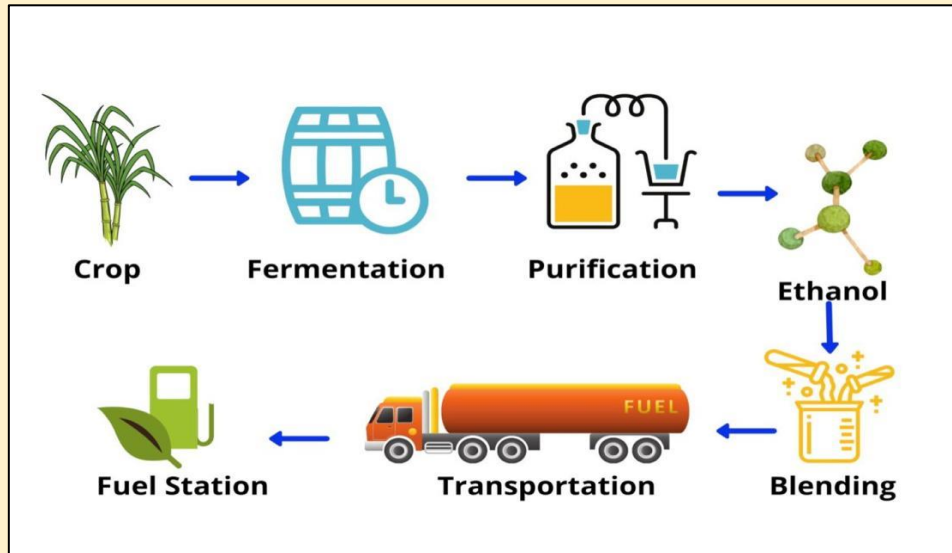 Crop
Fermentation
Purification
Ethanol
FUEL
Fuel Station
Transportation
Blending